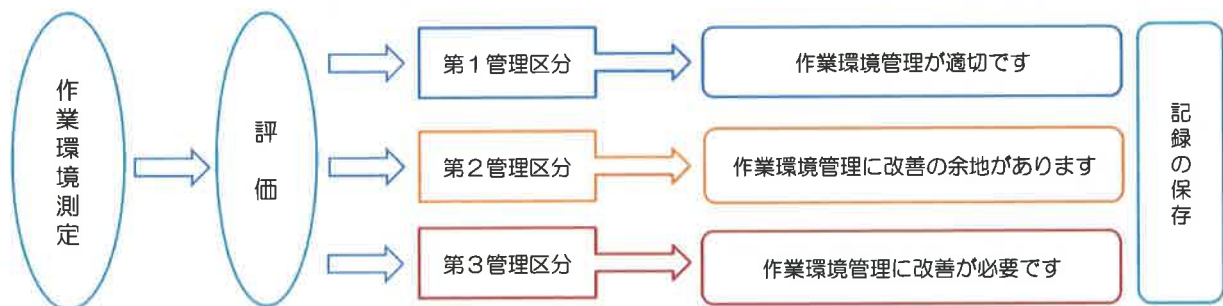 作業環境測定
評価
第1管理区分
作業環境管理が適切です
第2管理区分
作業環境管理に改善の余地があります
第3管理区分
作業環境管理に改善が必要です
記録の保存